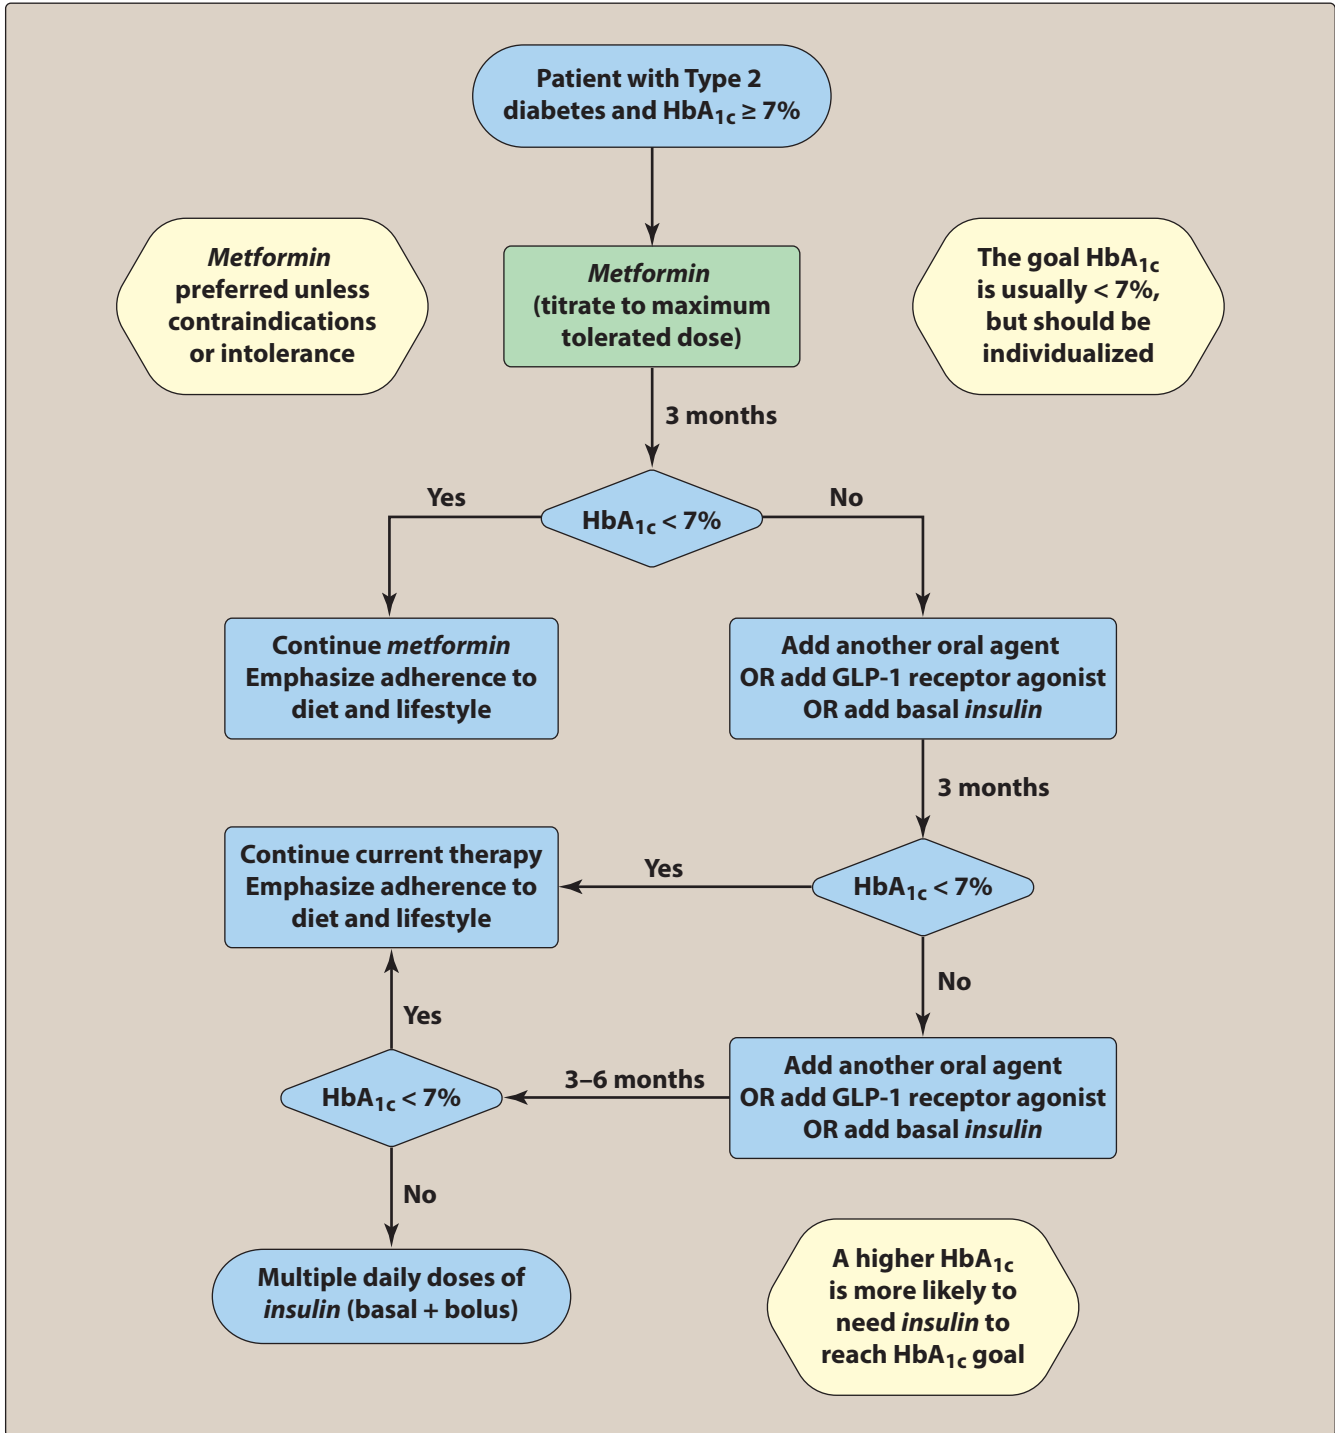 Patient with Type 2
diabetes and HbA1c ≥ 7%
Metformin
preferred unless
contraindications
or intolerance
Metformin
(titrate to maximum
tolerated dose)
The goal HbA1c
is usually < 7%,
but should be
individualized
3 months
Yes
HbA1c < 7%
No
Continue metformin
Emphasize adherence to
diet and lifestyle
Add another oral agent
OR add GLP-1 receptor agonist
OR add basal insulin
3 months
Continue current therapy
Emphasize adherence to
diet and lifestyle
Yes
HbA1c < 7%
No
Yes
Add another oral agent
OR add GLP-1 receptor agonist
OR add basal insulin
3–6 months
HbA1c < 7%
No
Multiple daily doses of
insulin (basal + bolus)
A higher HbA1c
is more likely to
need insulin to
reach HbA1c goal